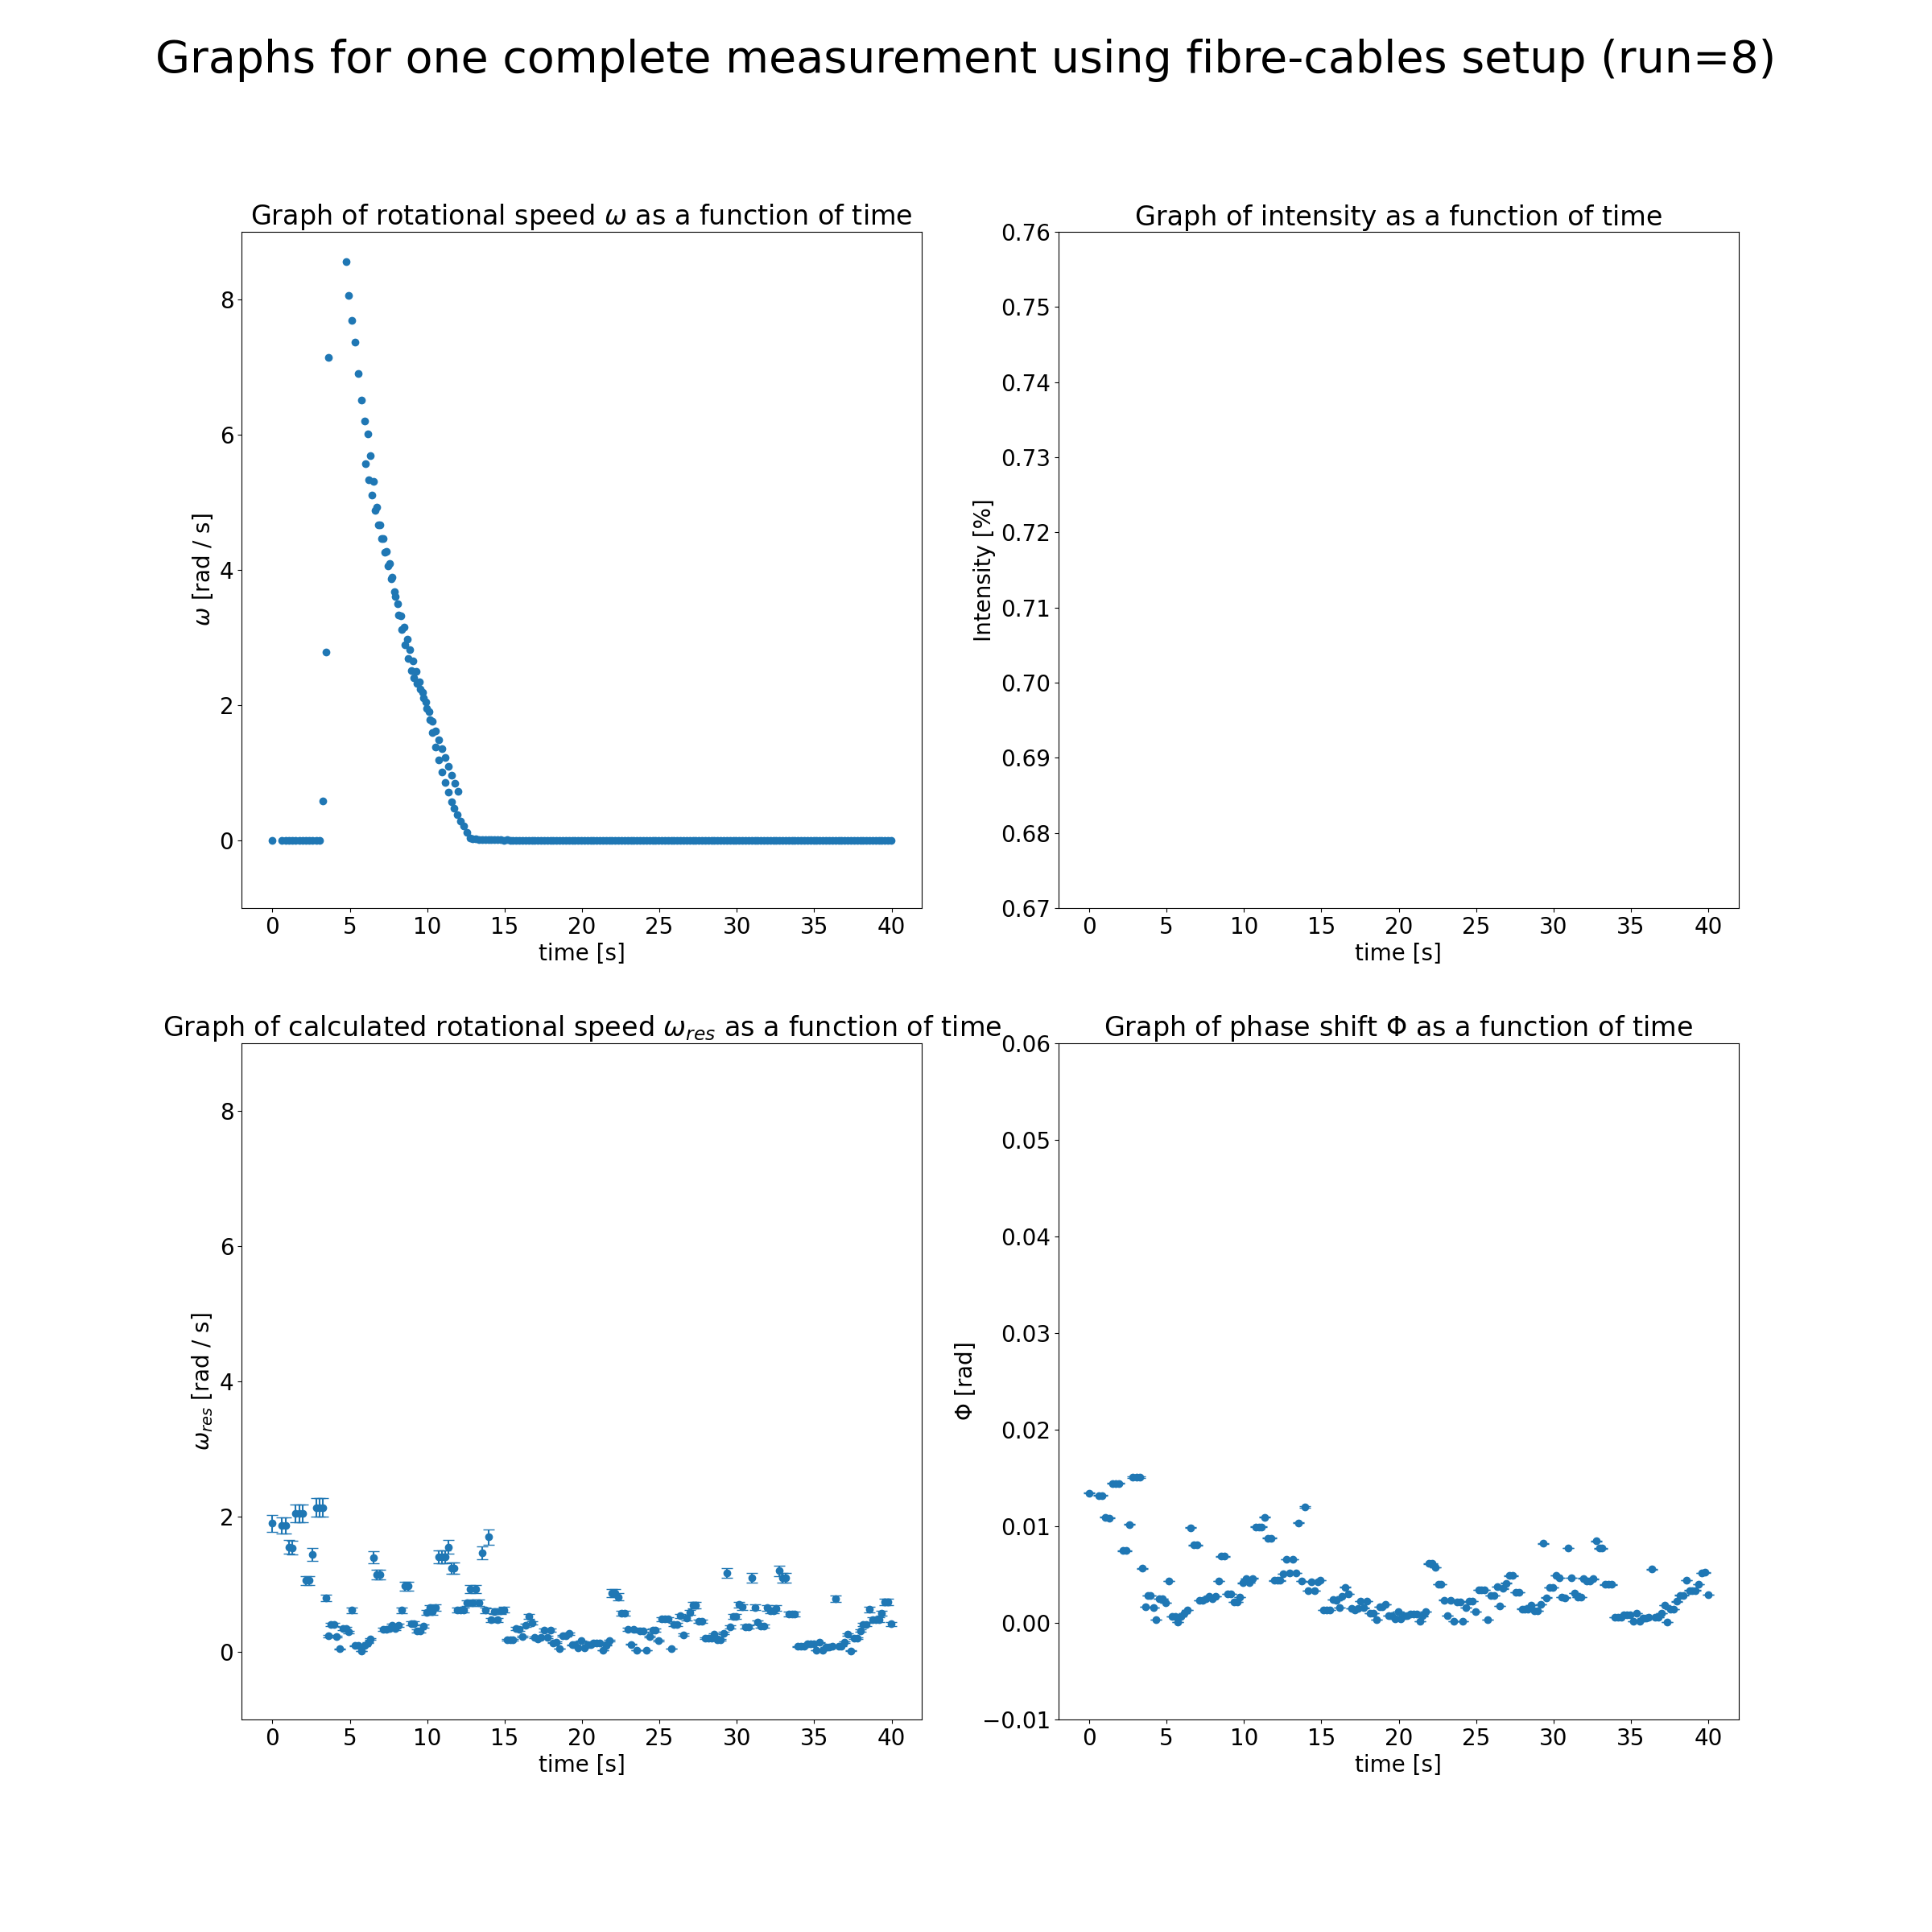 Graphs for one complete measurement using fibre-cables setup (run=8)
Graph of rotational speed ω as a function of time
8
6
4
2
0
ω [rad / s]
0 5 10 15 20 25 30 35 40
time [s]
Graph of intensity as a function of time
0.76
0.75
0.74
0.73
0.72
0.71
0.70
0.69
0.68
0.67
Intensity [%]
0 5 10 15 20 25 30 35 40
time [s]
Graph of calculated rotational speed ω_res as a function of time
8
6
4
2
0
ω_res [rad / s]
0 5 10 15 20 25 30 35 40
time [s]
Graph of phase shift Φ as a function of time
0.06
0.05
0.04
0.03
0.02
0.01
0.00
−0.01
Φ [rad]
0 5 10 15 20 25 30 35 40
time [s]